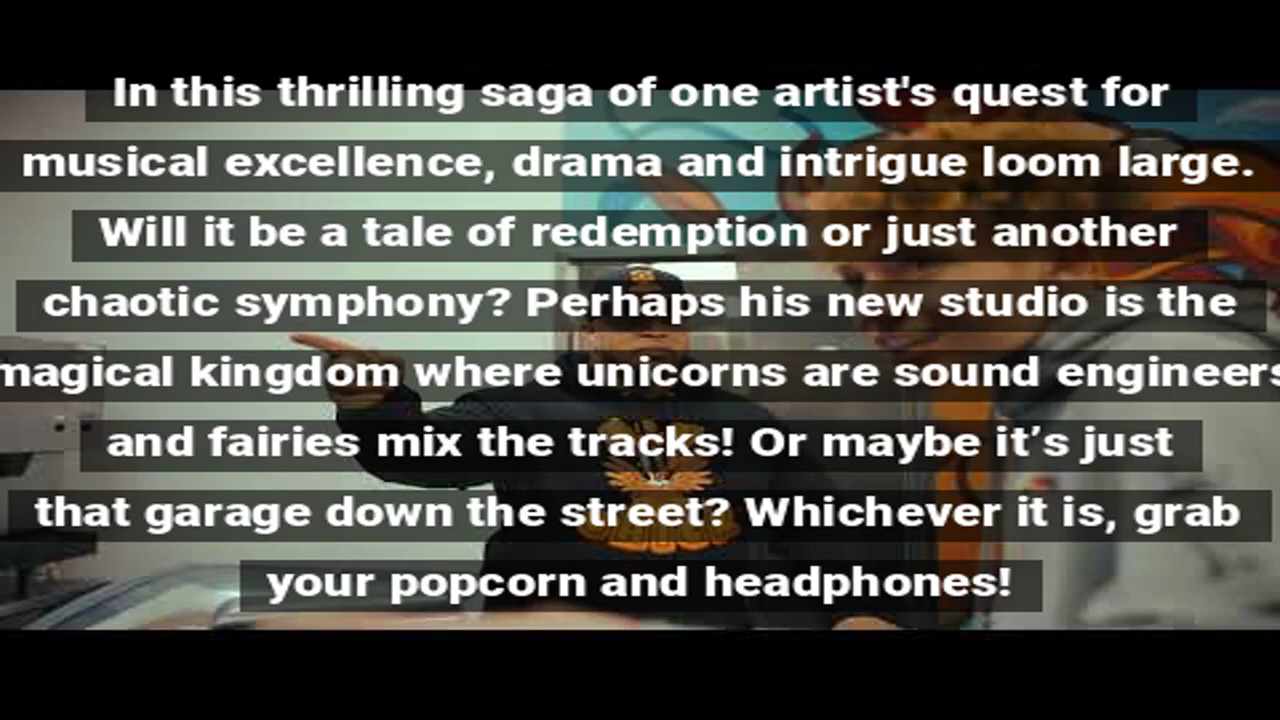 In this thrilling saga of one artist's quest for
musical excellence, drama and intrigue loom large.
Will it be a tale of redemption or just another
chaotic symphony? Perhaps his new studio is the
magical kingdom where unicorns are sound engineers
and fairies mix the tracks! Or maybe it’s just
that garage down the street? Whichever it is, grab
your popcorn and headphones!